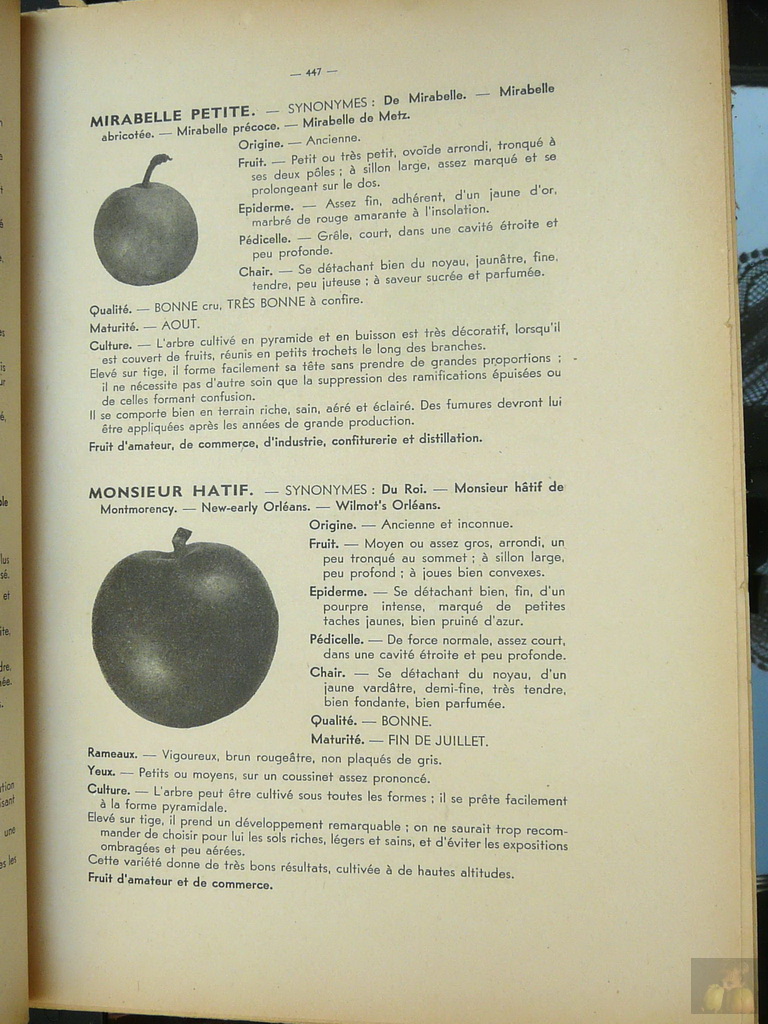 — 447 —
MIRABELLE PETITE. — SYNONYMES : De Mirabelle. — Mirabelle
abricotée. — Mirabelle précoce. — Mirabelle de Metz.
Origine. — Ancienne.
Fruit. — Petit ou très petit, ovoïde arrondi, tronqué à
ses deux pôles ; à sillon large, assez marqué et se
prolongeant sur le dos.
Epiderme. — Assez fin, adhérent, d'un jaune d'or,
marbré de rouge amarante à l'insolation.
Pédicelle. — Grêle, court, dans une cavité étroite et
peu profonde.
Chair. — Se détachant bien du noyau, jaunâtre, fine,
tendre, peu juteuse ; à saveur sucrée et parfumée.
Qualité. — BONNE cru, TRÈS BONNE à confire.
Maturité. — AOUT.
Culture. — L'arbre cultivé en pyramide et en buisson est très décoratif, lorsqu'il
est couvert de fruits, réunis en petits trochets le long des branches.
Elevé sur tige, il forme facilement sa tête sans prendre de grandes proportions ;
il ne nécessite pas d'autre soin que la suppression des ramifications épuisées ou
de celles formant confusion.
Il se comporte bien en terrain riche, sain, aéré et éclairé. Des fumures devront lui
être appliquées après les années de grande production.
Fruit d'amateur, de commerce, d'industrie, confiturerie et distillation.
MONSIEUR HATIF. — SYNONYMES : Du Roi. — Monsieur hâtif de
Montmorency. — New-early Orléans. — Wilmot's Orléans.
Origine. — Ancienne et inconnue.
Fruit. — Moyen ou assez gros, arrondi, un
peu tronqué au sommet ; à sillon large,
peu profond ; à joues bien convexes.
Epiderme. — Se détachant bien, fin, d'un
pourpre intense, marqué de petites
taches jaunes, bien pruiné d'azur.
Pédicelle. — De force normale, assez court,
dans une cavité étroite et peu profonde.
Chair. — Se détachant du noyau, d'un
jaune vardâtre, demi-fine, très tendre,
bien fondante, bien parfumée.
Qualité. — BONNE.
Maturité. — FIN DE JUILLET.
Rameaux. — Vigoureux, brun rougeâtre, non plaqués de gris.
Yeux. — Petits ou moyens, sur un coussinet assez prononcé.
Culture. — L'arbre peut être cultivé sous toutes les formes ; il se prête facilement
à la forme pyramidale.
Elevé sur tige, il prend un développement remarquable ; on ne saurait trop recom-
mander de choisir pour lui les sols riches, légers et sains, et d'éviter les expositions
ombragées et peu aérées.
Cette variété donne de très bons résultats, cultivée à de hautes altitudes.
Fruit d'amateur et de commerce.